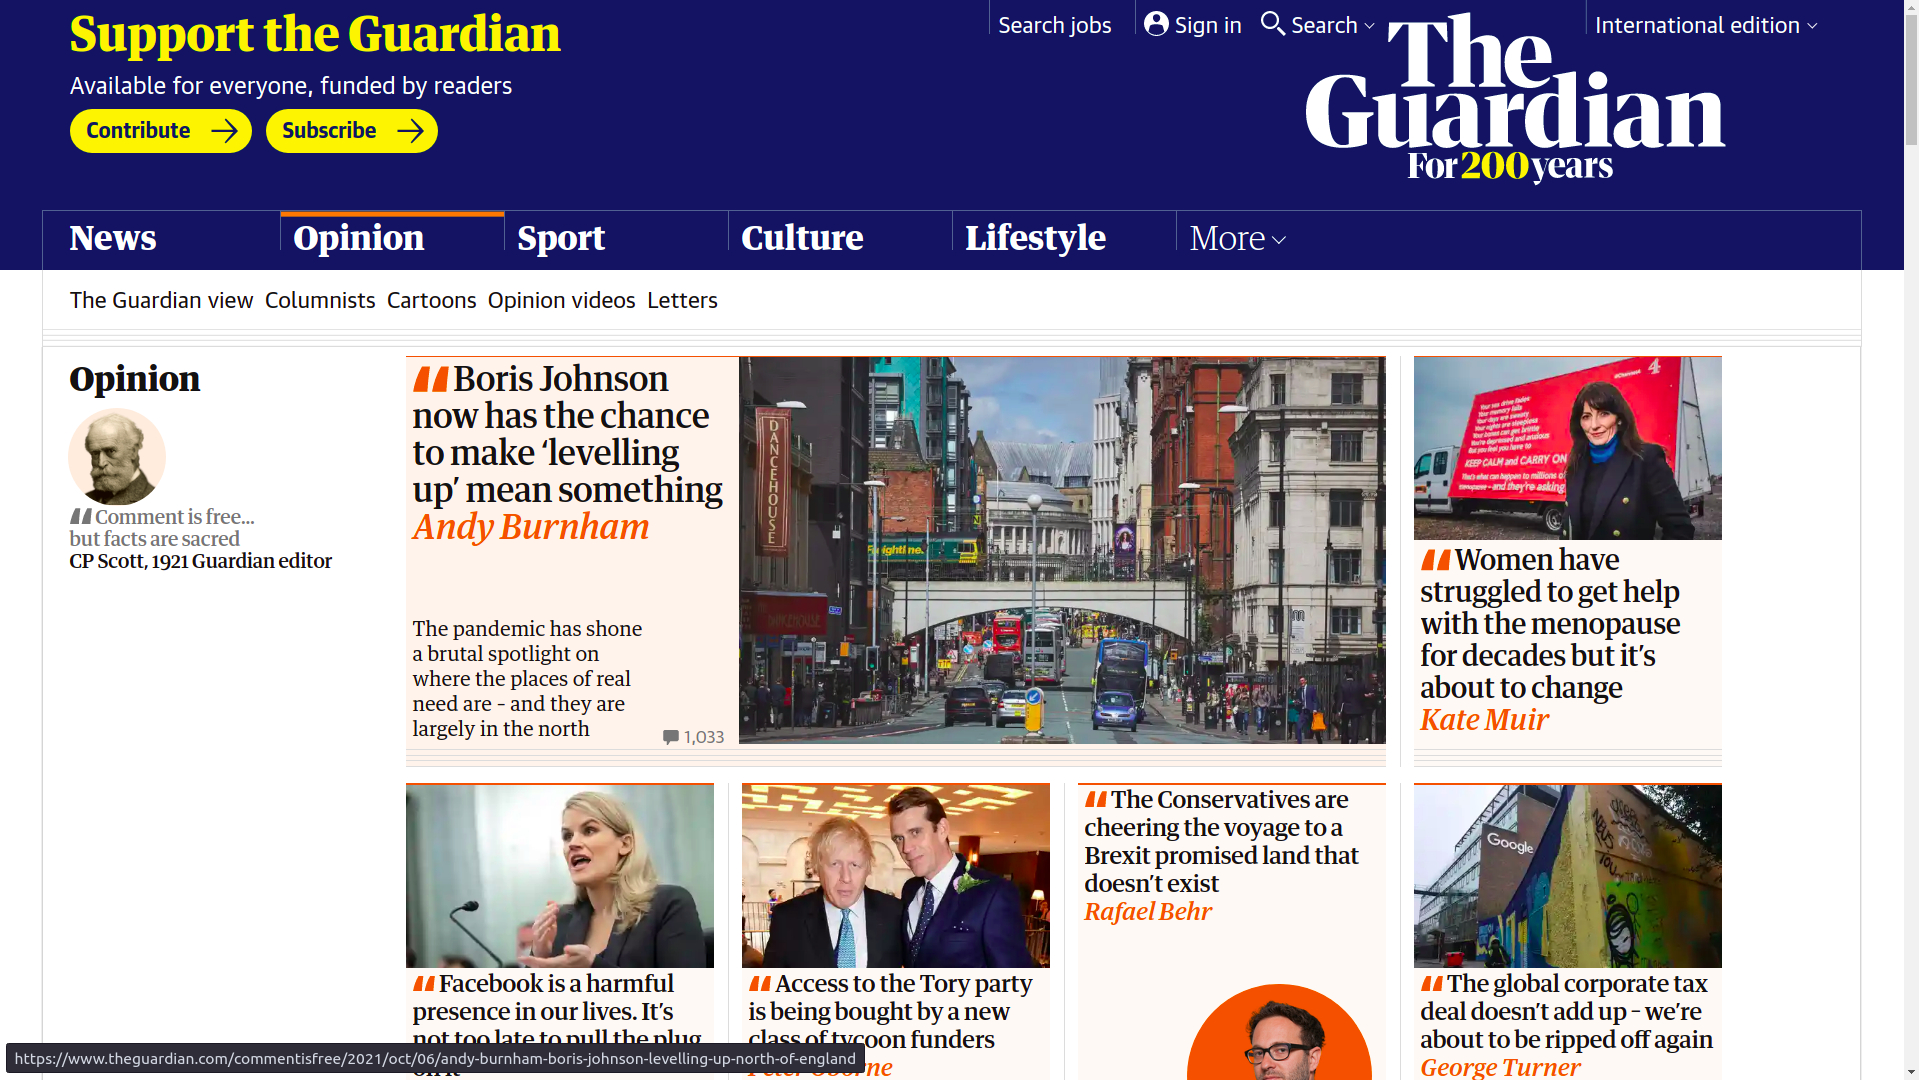 Support the Guardian
Available for everyone, funded by readers
Contribute
Subscribe
Search jobs
Sign in
Search
International edition
The
Guardian
For 200 years
News
Opinion
Sport
Culture
Lifestyle
More
The Guardian view
Columnists
Cartoons
Opinion videos
Letters
Opinion
Comment is free...
but facts are sacred
CP Scott, 1921 Guardian editor
Boris Johnson
now has the chance
to make ‘levelling
up’ mean something
Andy Burnham
The pandemic has shone
a brutal spotlight on
where the places of real
need are – and they are
largely in the north
1,033
DANCEHOUSE
Freightline.
4
KEEP CALM and CARRY ON
Women have
struggled to get help
with the menopause
for decades but it’s
about to change
Kate Muir
Facebook is a harmful
presence in our lives. It’s
not too late to pull the plug
on it
Access to the Tory party
is being bought by a new
class of tycoon funders
Peter Oborne
The Conservatives are
cheering the voyage to a
Brexit promised land that
doesn’t exist
Rafael Behr
Google
The global corporate tax
deal doesn’t add up – we’re
about to be ripped off again
George Turner
https://www.theguardian.com/commentisfree/2021/oct/06/andy-burnham-boris-johnson-levelling-up-north-of-england